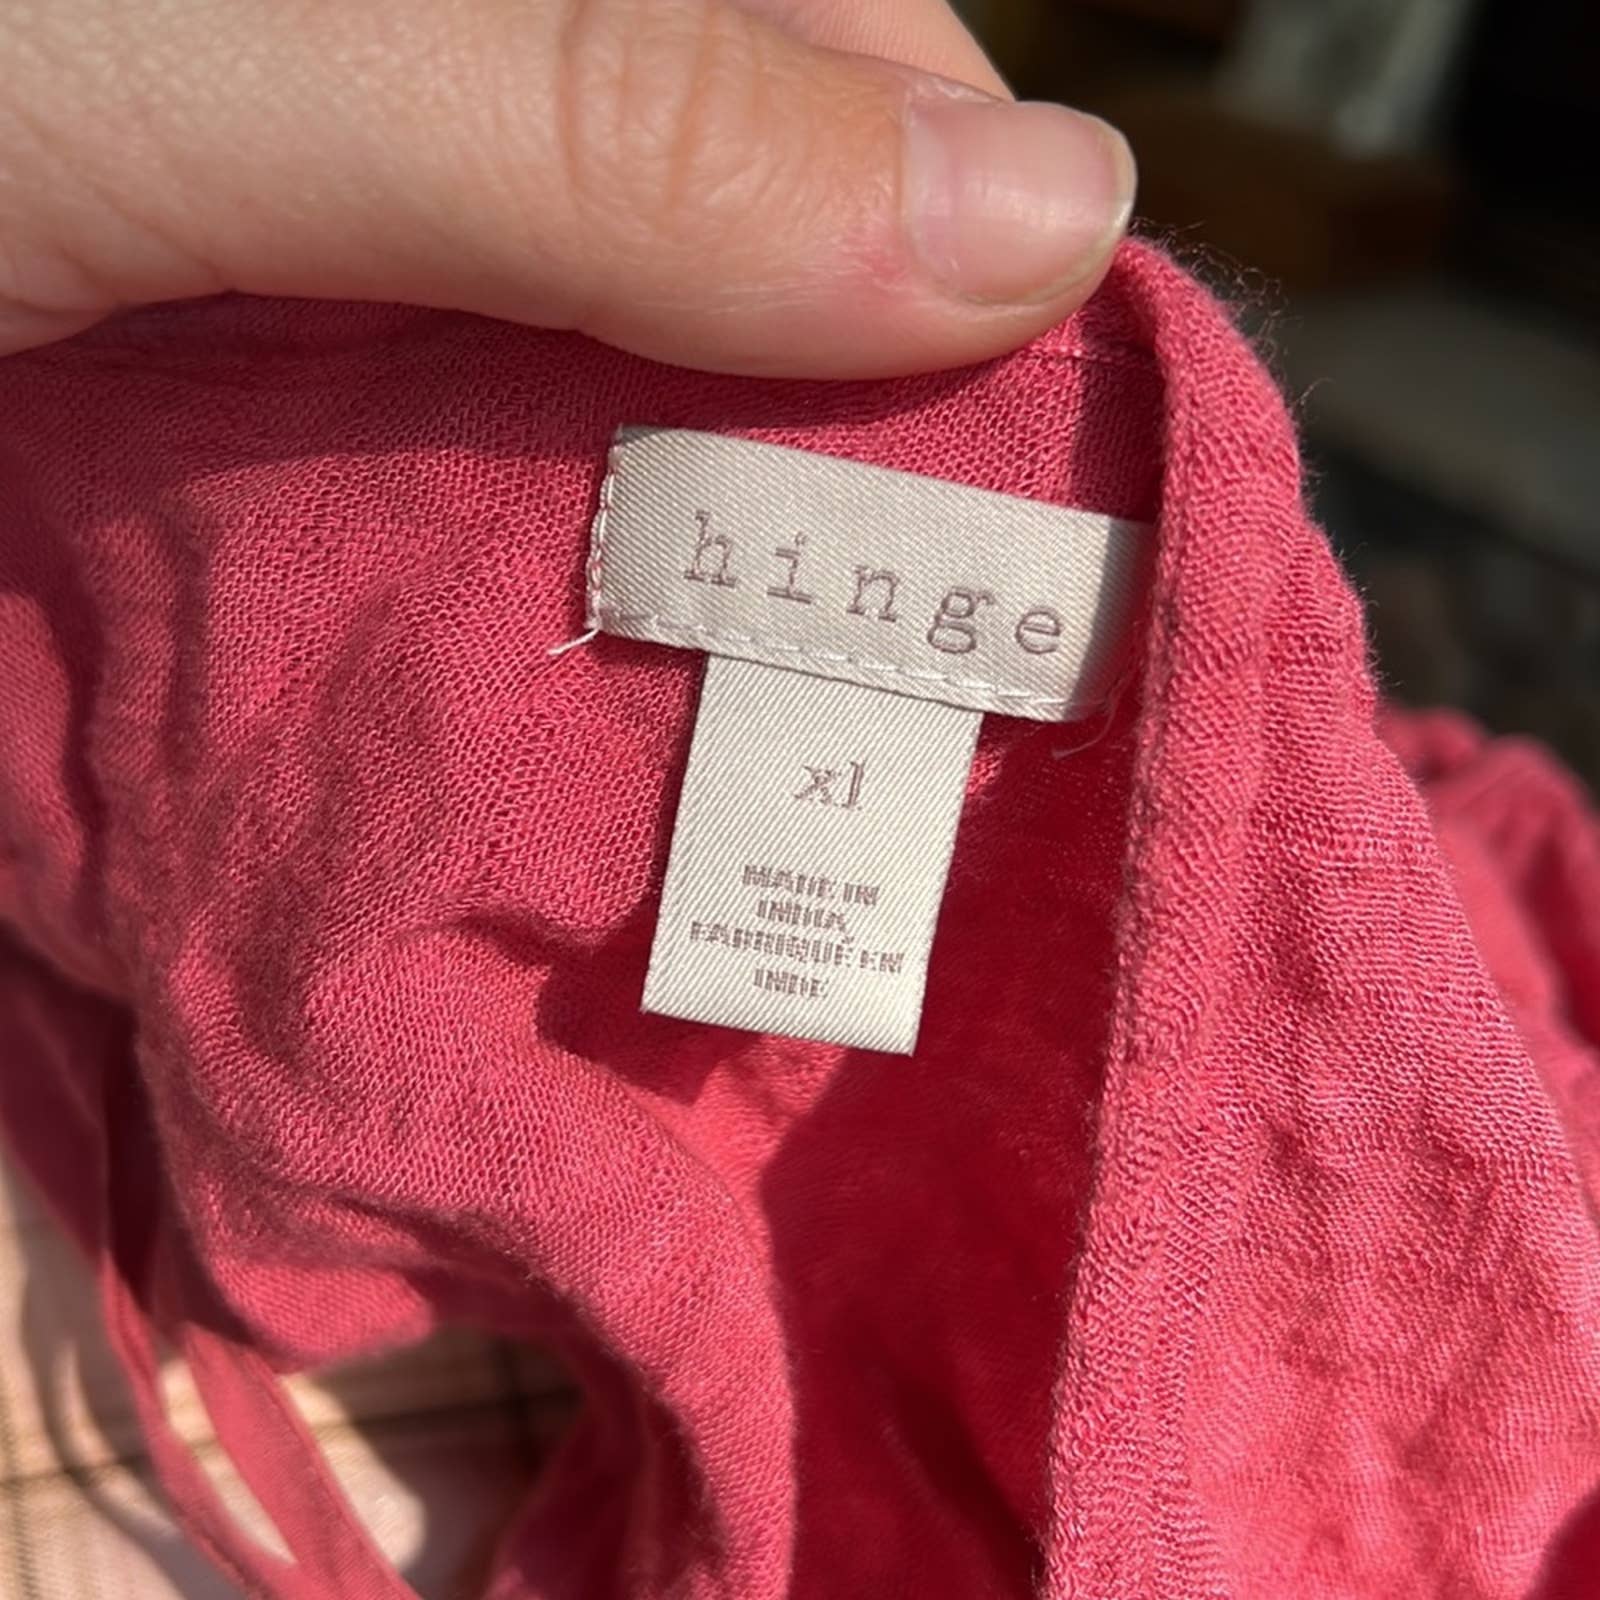 hinge
xl
MADE IN
INDIA
FABRIQUÉ EN
INDE